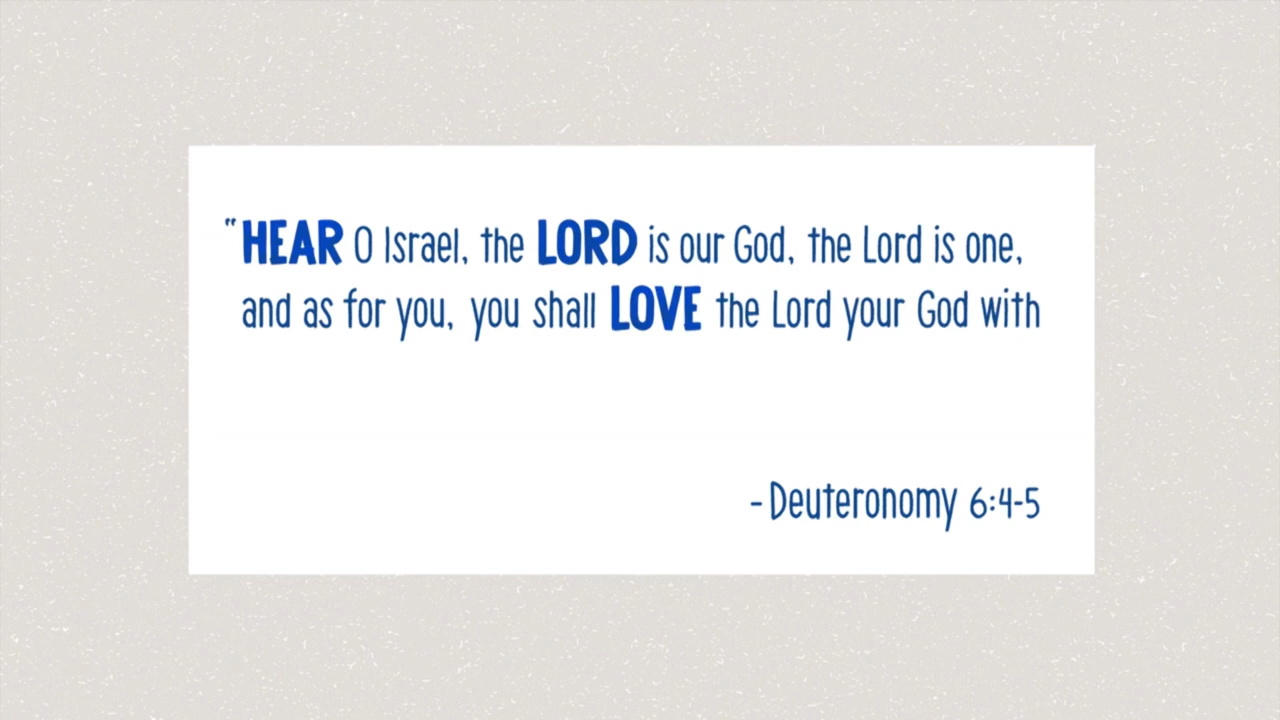 "HEAR O Israel, the LORD is our God, the Lord is one,
and as for you, you shall LOVE the Lord your God with
-Deuteronomy 6:4-5